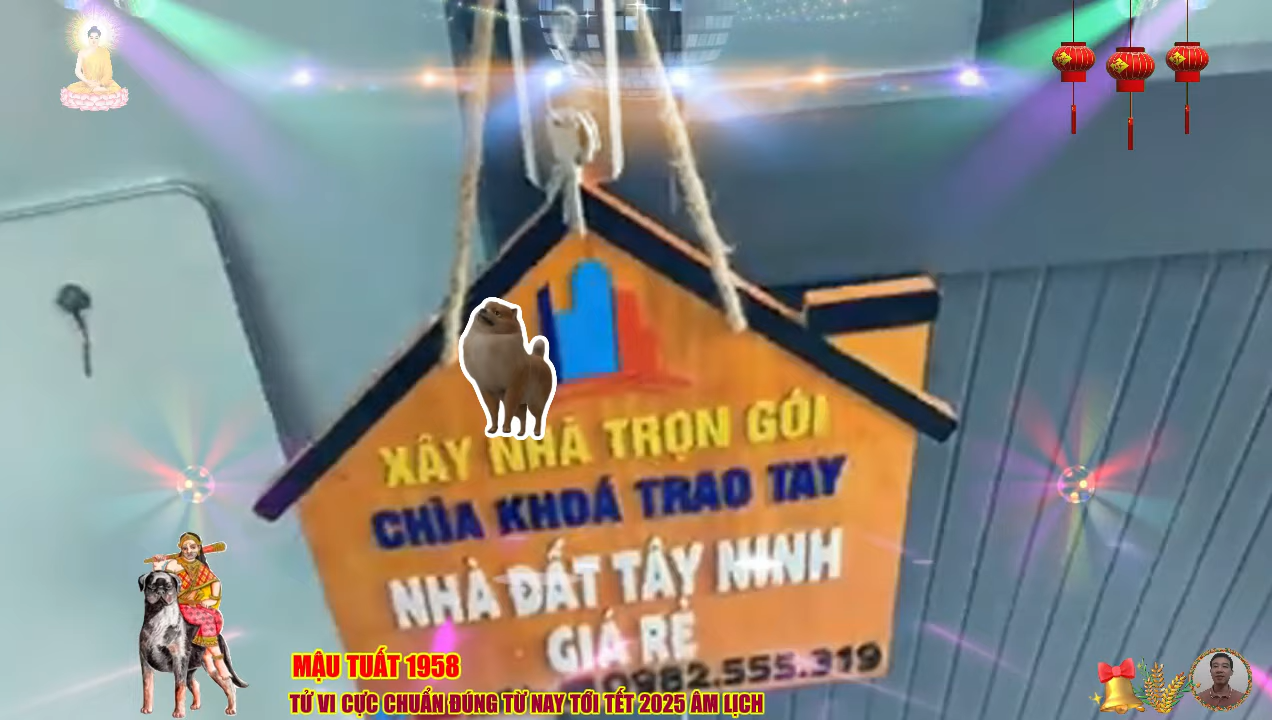 XÂY NHÀ TRỌN GỚI
CHÌA KHOÁ TRAO TAY
NHÀ ĐẤT TÂY NINH
GIÁ RẺ
0982.555.319
MẬU TUẤT 1958
TỬ VI CỰC CHUẨN ĐÚNG TỪ NAY TỚI TẾT 2025 ÂM LỊCH